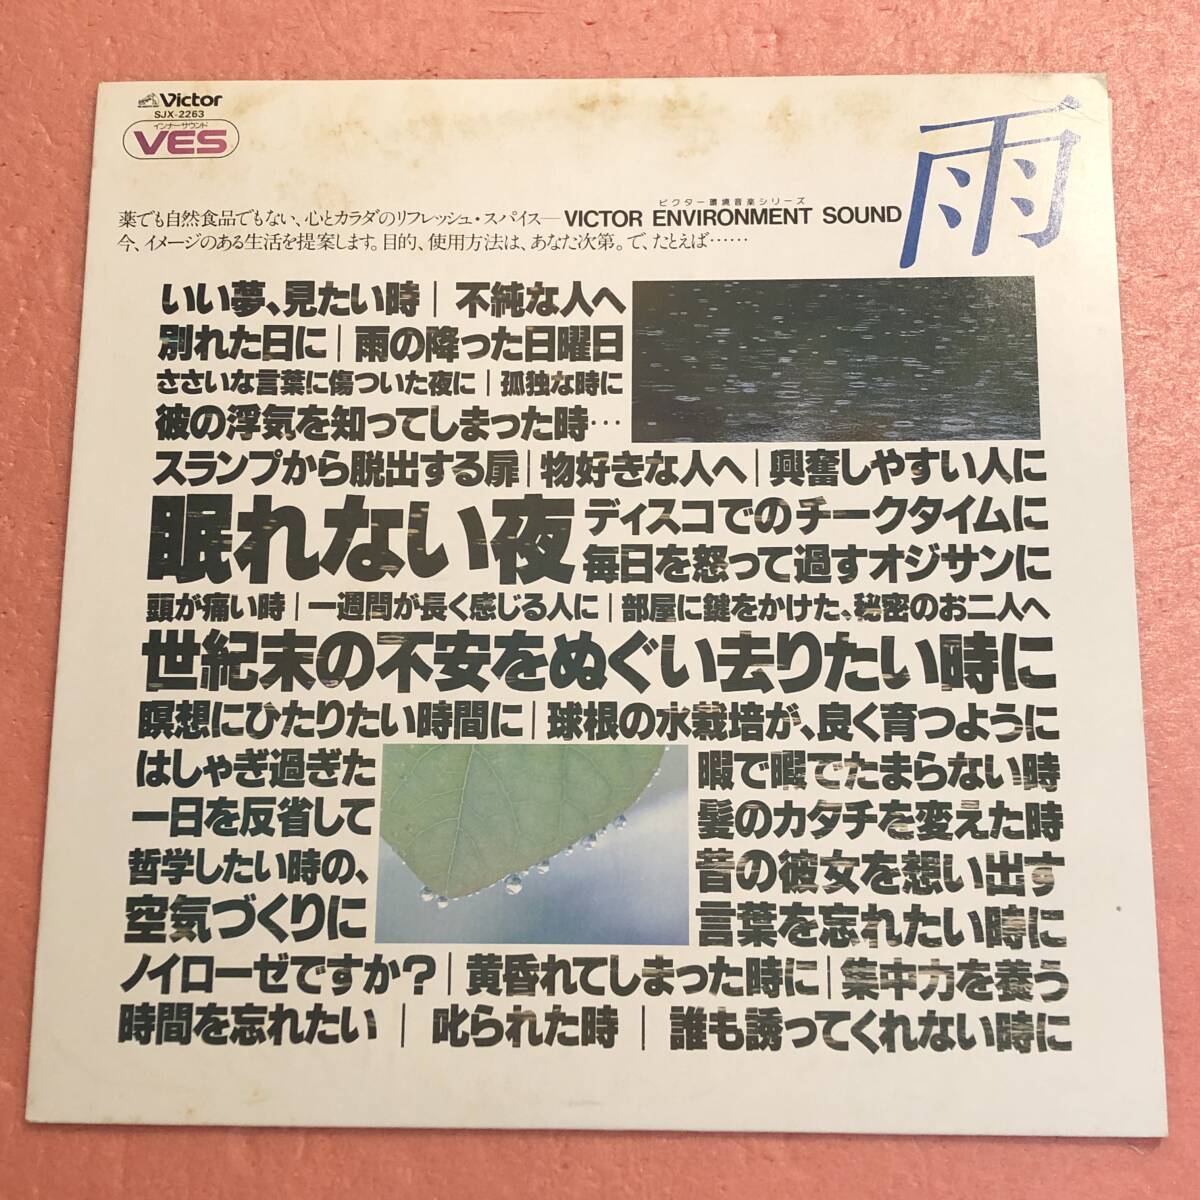 Victor
SJX-2263
インナーサウンド
VES
雨
薬でも自然食品でもない、心とカラダのリフレッシュ・スパイス―VICTOR ENVIRONMENT SOUND
ビクター環境音楽シリーズ
今、イメージのある生活を提案します。目的、使用方法は、あなた次第。で、たとえば……
いい夢、見たい時│不純な人へ
別れた日に│雨の降った日曜日
ささいな言葉に傷ついた夜に│孤独な時に
彼の浮気を知ってしまった時…
スランプから脱出する扉│物好きな人へ│興奮しやすい人に
眠れない夜
ディスコでのチークタイムに
毎日を怒って過すオジサンに
頭が痛い時│一週間が長く感じる人に│部屋に鍵をかけた、秘密のお二人へ
世紀末の不安をぬぐい去りたい時に
瞑想にひたりたい時間に│球根の水栽培が、良く育つように
はしゃぎ過ぎた
一日を反省して
哲学したい時の、
空気づくりに
暇で暇でたまらない時
髪のカタチを変えた時
昔の彼女を想い出す
言葉を忘れたい時に
ノイローゼですか?│黄昏れてしまった時に│集中力を養う
時間を忘れたい│叱られた時│誰も誘ってくれない時に